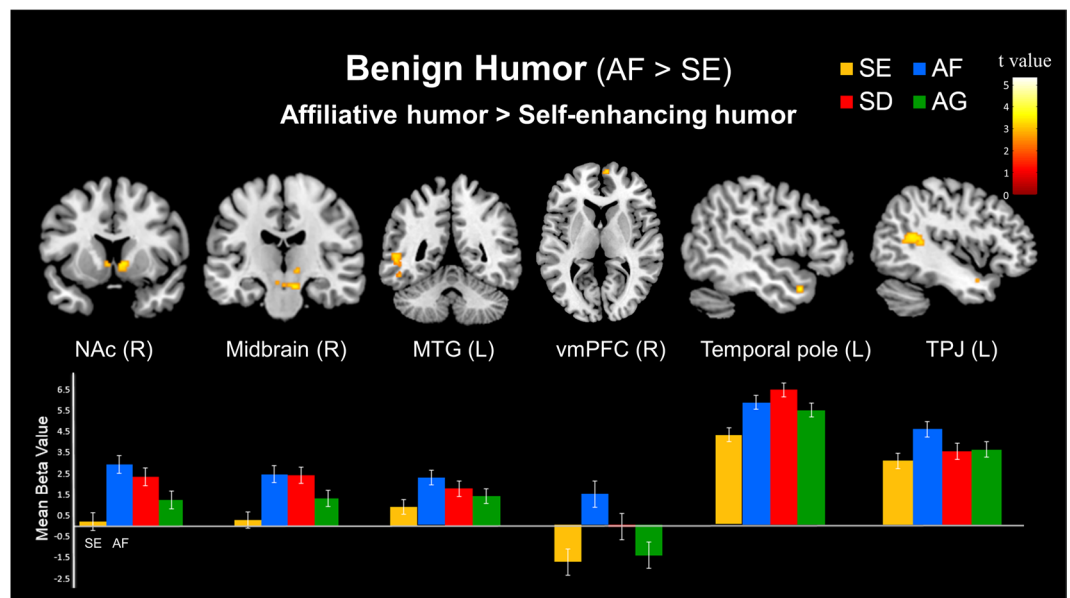 Benign Humor (AF > SE)
Affiliative humor > Self-enhancing humor
SE AF
SD AG
t value
5
4
3
2
1
0
NAc (R)
Midbrain (R)
MTG (L)
vmPFC (R)
Temporal pole (L)
TPJ (L)
Mean Beta Value
6.5
5.5
4.5
3.5
2.5
1.5
0.5
-0.5
-1.5
-2.5
SE AF